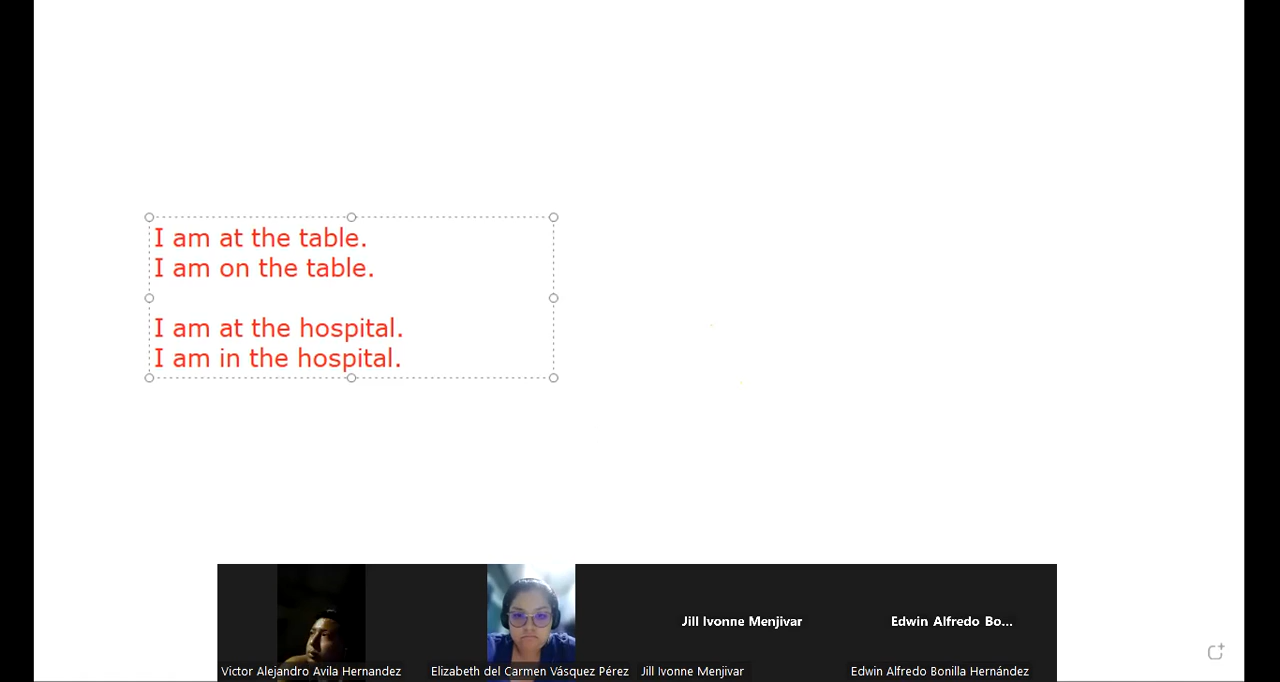 I am at the table.
I am on the table.
I am at the hospital.
I am in the hospital.
Jill Ivonne Menjivar
Edwin Alfredo Bo...
Victor Alejandro Avila Hernandez
Elizabeth del Carmen Vásquez Pérez
Jill Ivonne Menjivar
Edwin Alfredo Bonilla Hernández